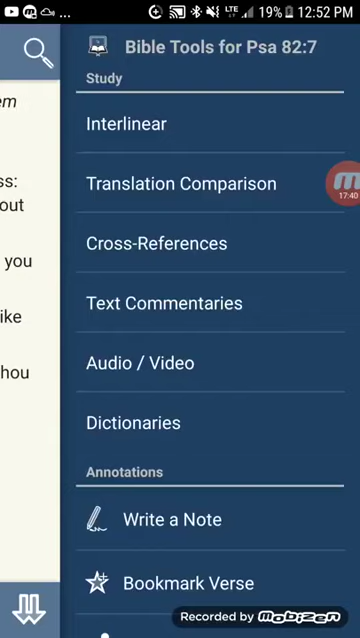 LTE 19% 12:52 PM
Bible Tools for Psa 82:7
Study
em
Interlinear
ss:
Translation Comparison
out
17:40
Cross-References
you
Text Commentaries
ike
Audio / Video
hou
Dictionaries
Annotations
Write a Note
Bookmark Verse
Recorded by Mobizen